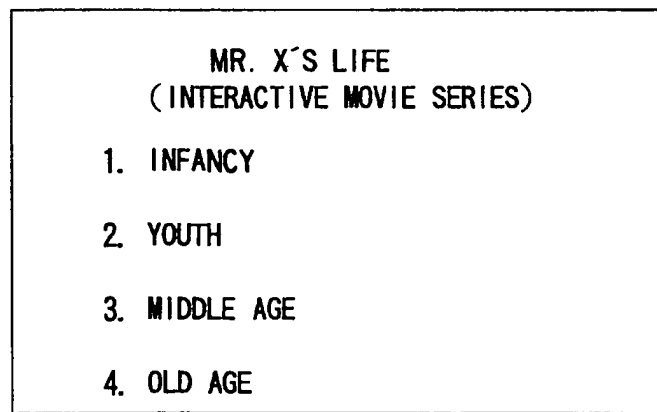 MR. X´S LIFE
(INTERACTIVE MOVIE SERIES)
1. INFANCY
2. YOUTH
3. MIDDLE AGE
4. OLD AGE